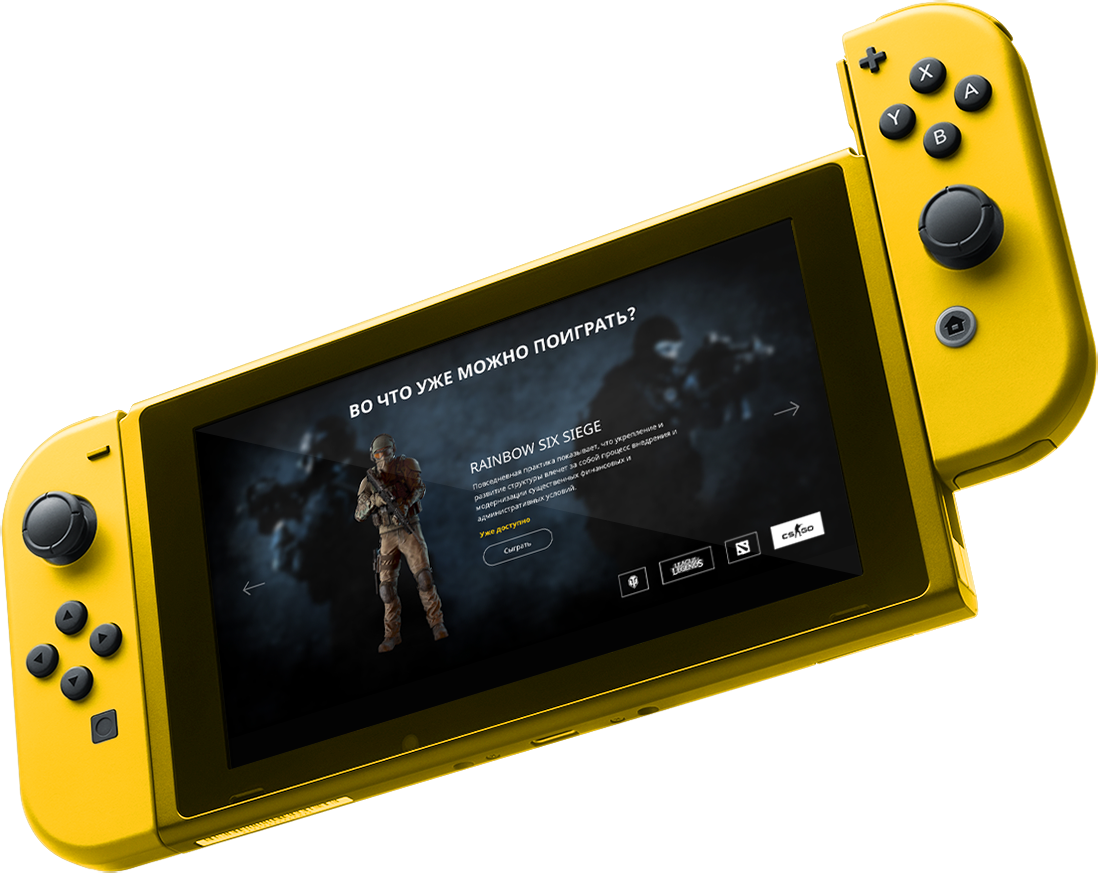 X
A
Y
B
ВО ЧТО УЖЕ МОЖНО ПОИГРАТЬ?
RAINBOW SIX SIEGE
Повседневная практика показывает, что укрепление и
развитие структуры влечет за собой процесс внедрения и
модернизации существенных финансовых и
административных условий.
Уже доступно
Сыграть
LEAGUE OF
LEGENDS
CS GO